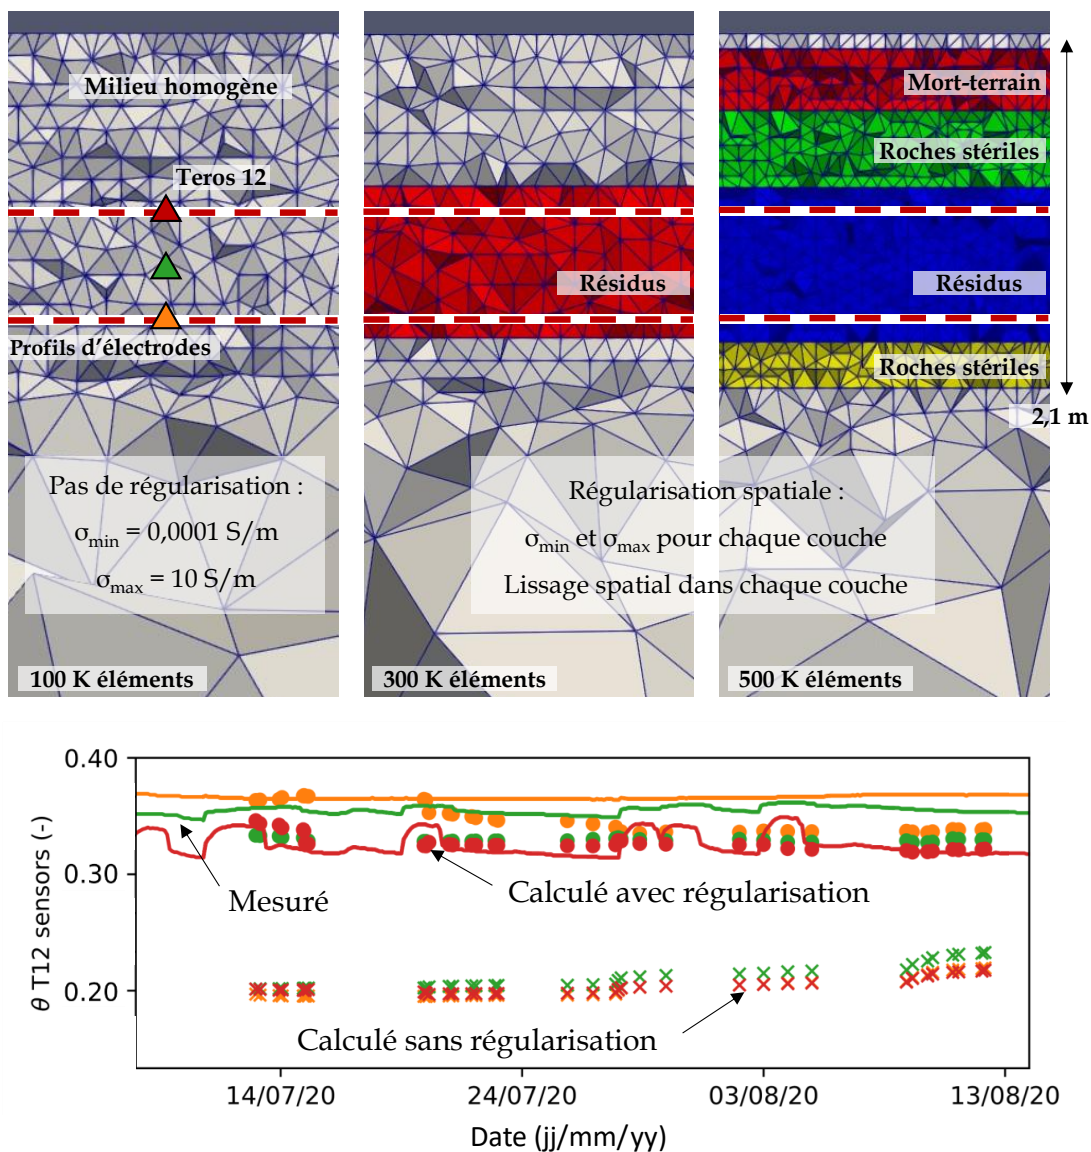 Milieu homogène
Teros 12
Profils d'électrodes
Pas de régularisation :
σmin = 0,0001 S/m
σmax = 10 S/m
100 K éléments
Résidus
300 K éléments
Mort-terrain
Roches stériles
Résidus
Roches stériles
2,1 m
Régularisation spatiale :
σmin et σmax pour chaque couche
Lissage spatial dans chaque couche
500 K éléments
0.40
0.30
0.20
θ T12 sensors (-)
Mesuré
Calculé avec régularisation
Calculé sans régularisation
14/07/20
24/07/20
03/08/20
13/08/20
Date (jj/mm/yy)